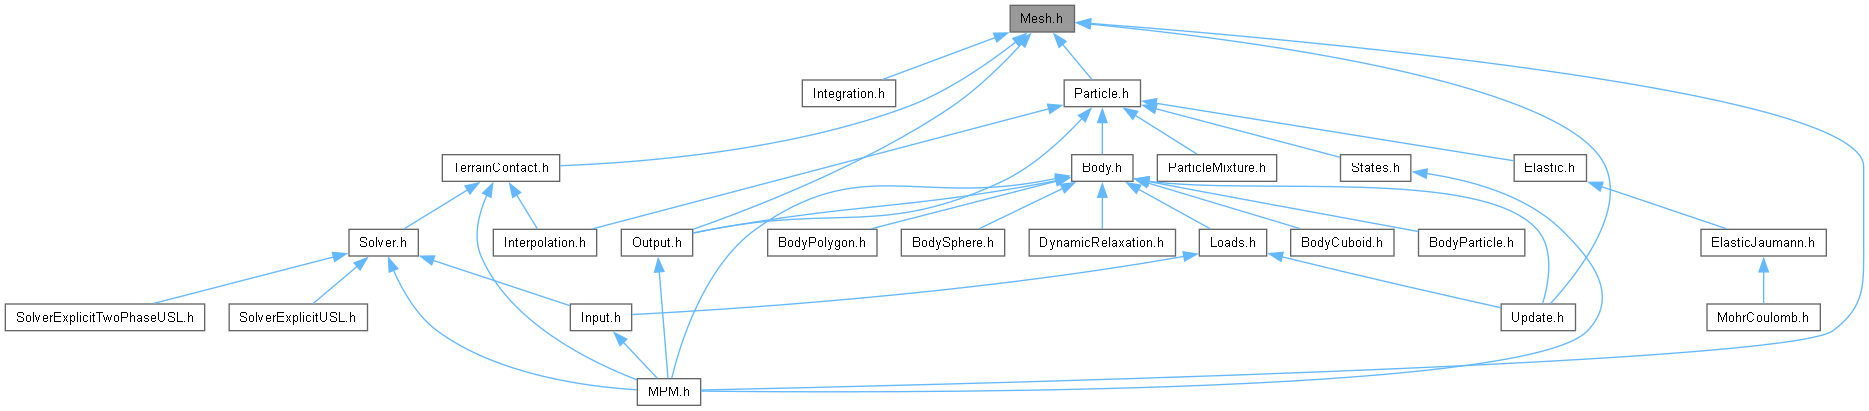 Mesh.h
Integration.h
Particle.h
TerrainContact.h
Body.h
ParticleMixture.h
States.h
Elastic.h
Solver.h
Interpolation.h
Output.h
BodyPolygon.h
BodySphere.h
DynamicRelaxation.h
Loads.h
BodyCuboid.h
BodyParticle.h
ElasticJaumann.h
SolverExplicitTwoPhaseUSL.h
SolverExplicitUSL.h
Input.h
Update.h
MohrCoulomb.h
MPM.h